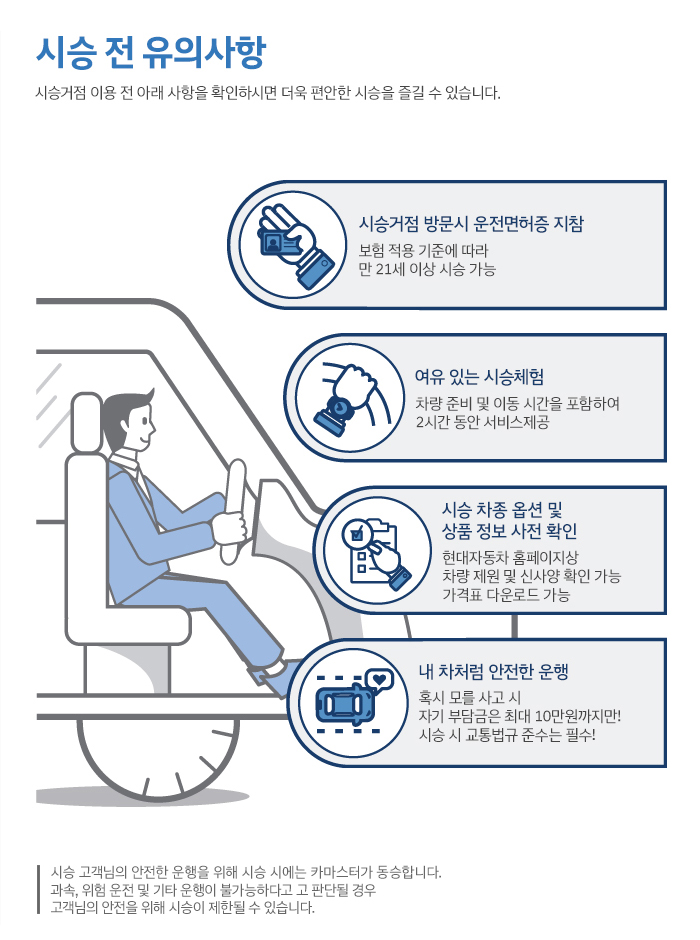 시승 전 유의사항
시승거점 이용 전 아래 사항을 확인하시면 더욱 편안한 시승을 즐길 수 있습니다.
시승거점 방문시 운전면허증 지참
보험 적용 기준에 따라
만 21세 이상 시승 가능
여유 있는 시승체험
차량 준비 및 이동 시간을 포함하여
2시간 동안 서비스제공
시승 차종 옵션 및
상품 정보 사전 확인
현대자동차 홈페이지상
차량 제원 및 신사양 확인 가능
가격표 다운로드 가능
내 차처럼 안전한 운행
혹시 모를 사고 시
자기 부담금은 최대 10만원까지만!
시승 시 교통법규 준수는 필수!
시승 고객님의 안전한 운행을 위해 시승 시에는 카마스터가 동승합니다.
과속, 위험 운전 및 기타 운행이 불가능하다고 고 판단될 경우
고객님의 안전을 위해 시승이 제한될 수 있습니다.